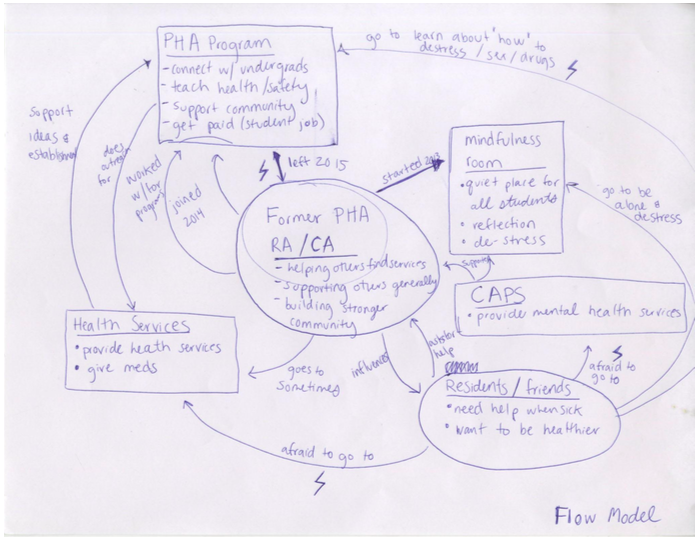 PHA Program
- connect w/ undergrads
- teach health/safety
- support community
- get paid (student job)
go to learn about "how" to
destress / sex / drugs
Support
ideas &
established
does
outreach
for
worked
w/for
program
joined
2014
left 2015
started
mindfulness
room
• quiet place for
all students
• reflection
• de-stress
go to be
alone &
destress
Former PHA
RA / CA
- helping others find services
- supporting others generally
- building stronger
community
supports
CAPS
• provide mental health services
Health Services
• provide heath services
• give meds
goes to
sometimes
influences
help
Residents / friends
• need help when sick
• want to be healthier
afraid to
go to
afraid to go to
Flow Model